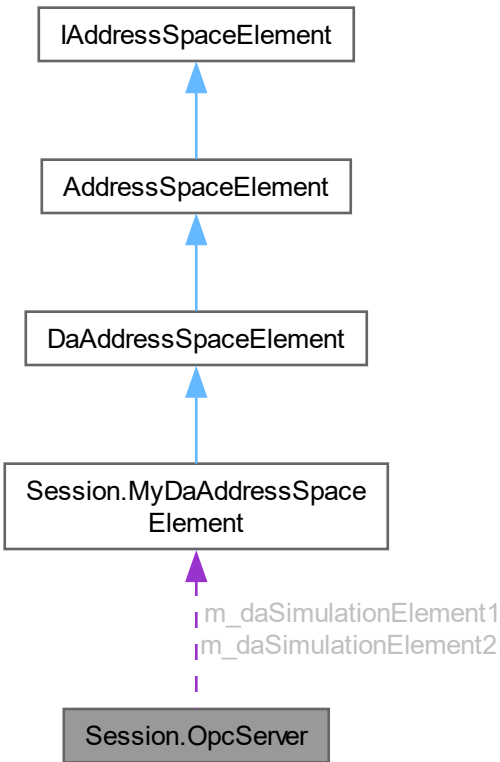 IAddressSpaceElement
AddressSpaceElement
DaAddressSpaceElement
Session.MyDaAddressSpace
Element
m_daSimulationElement1
m_daSimulationElement2
Session.OpcServer